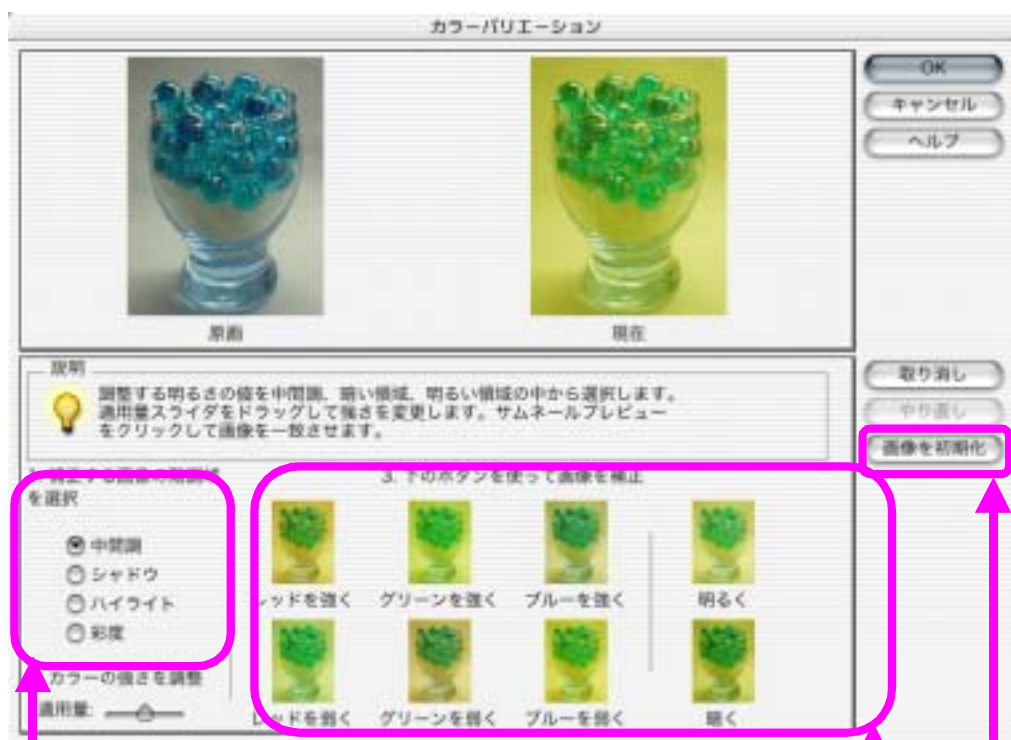 カラーバリエーション
OK
キャンセル
ヘルプ
原画
現在
説明
調整する明るさの値を中間調、暗い領域、明るい領域の中から選択します。
適用量スライダをドラッグして強さを変更します。サムネールプレビュー
をクリックして画像を一致させます。
取り消し
やり直し
画像を初期化
補正する画像の階調域
を選択
中間調
シャドウ
ハイライト
彩度
カラーの強さを調整
適用量:
3. 下のボタンを使って画像を補正
レッドを強く
グリーンを強く
ブルーを強く
明るく
レッドを弱く
グリーンを弱く
ブルーを弱く
暗く